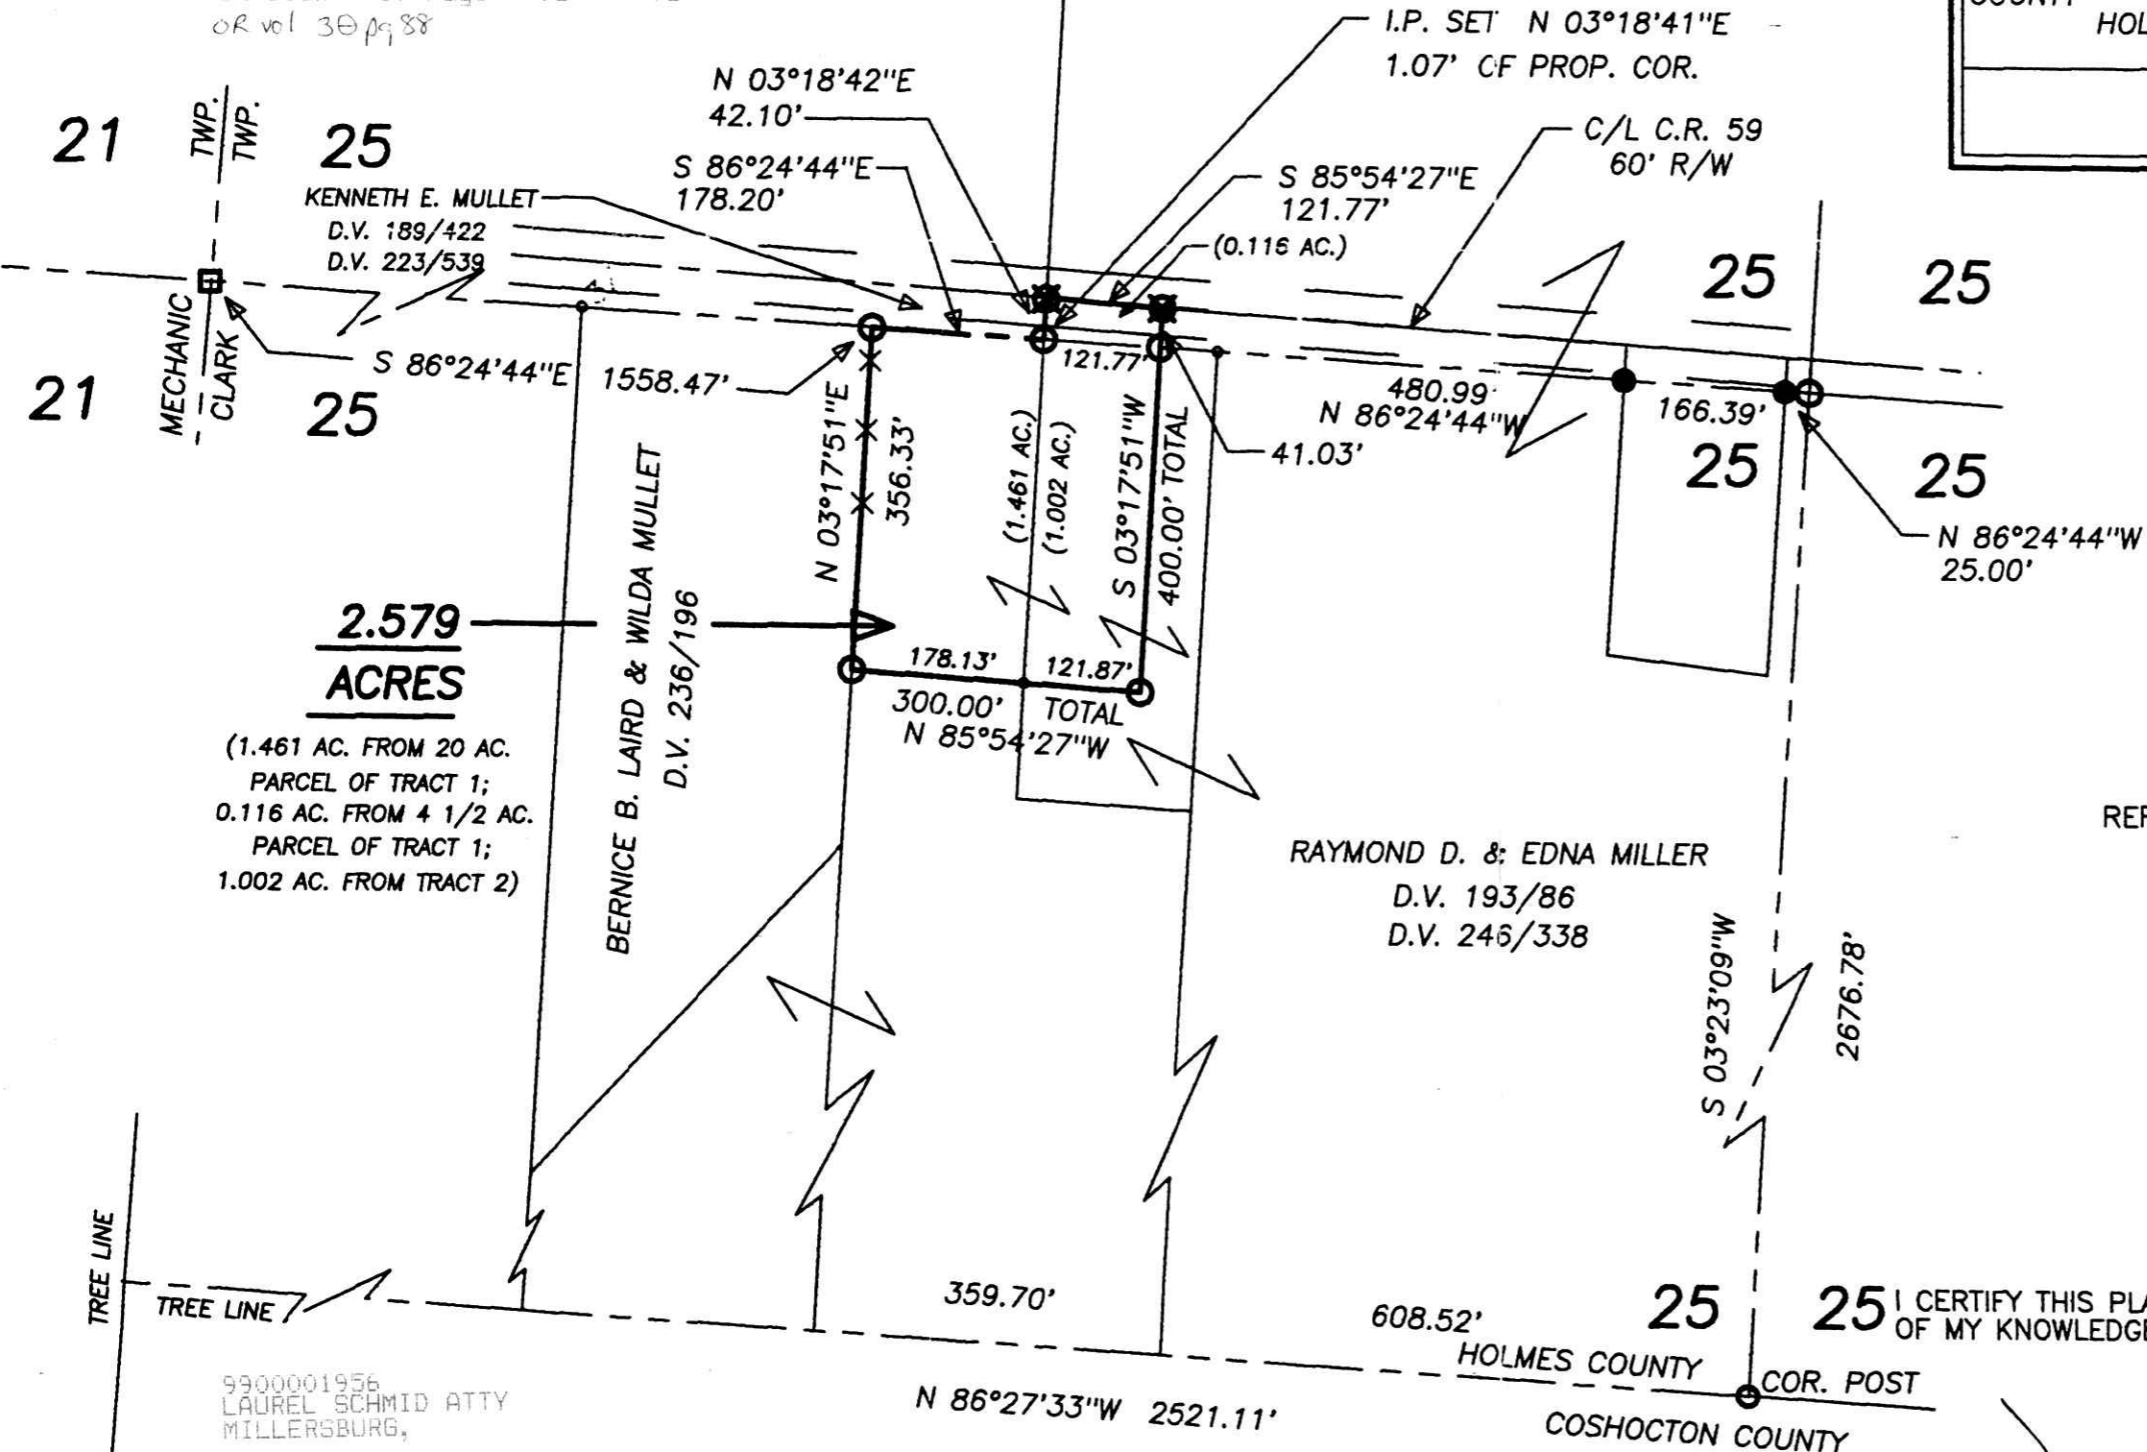 OR vol 30 pg 88
I.P. SET N 03°18'41"E
1.07' OF PROP. COR.
HOL
N 03°18'42"E
42.10'
C/L C.R. 59
60' R/W
S 86°24'44"E
178.20'
S 85°54'27"E
121.77'
(0.116 AC.)
21
TWP.
TWP.
25
KENNETH E. MULLET
D.V. 189/422
D.V. 223/539
25
25
MECHANIC
CLARK
S 86°24'44"E 1558.47'
21
25
121.77'
480.99'
N 86°24'44"W
41.03'
166.39'
25
25
N 86°24'44"W
25.00'
N 03°17'51"E
356.33'
(1.461 AC.)
(1.002 AC.)
S 03°17'51"W
400.00' TOTAL
BERNICE B. LAIRD & WILDA MULLET
D.V. 236/196
2.579
ACRES
(1.461 AC. FROM 20 AC.
PARCEL OF TRACT 1;
0.116 AC. FROM 4 1/2 AC.
PARCEL OF TRACT 1;
1.002 AC. FROM TRACT 2)
178.13'
121.87'
300.00' TOTAL
N 85°54'27"W
RAYMOND D. & EDNA MILLER
D.V. 193/86
D.V. 246/338
REF
S 03°23'09"W
2676.78'
TREE LINE
TREE LINE
359.70'
608.52'
25
25
I CERTIFY THIS PLA
OF MY KNOWLEDGE
HOLMES COUNTY
COR. POST
N 86°27'33"W 2521.11'
COSHOCTON COUNTY
9900001956
LAUREL SCHMID ATTY
MILLERSBURG,